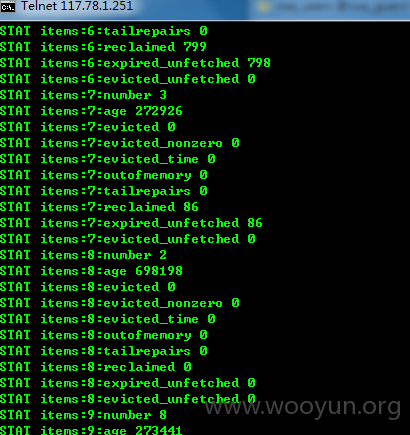 Telnet 117.78.1.251
STAT items:6:tailrepairs 0
STAT items:6:reclaimed 799
STAT items:6:expired_unfetched 798
STAT items:6:evicted_unfetched 0
STAT items:7:number 3
STAT items:7:age 272926
STAT items:7:evicted 0
STAT items:7:evicted_nonzero 0
STAT items:7:evicted_time 0
STAT items:7:outofmemory 0
STAT items:7:tailrepairs 0
STAT items:7:reclaimed 86
STAT items:7:expired_unfetched 86
STAT items:7:evicted_unfetched 0
STAT items:8:number 2
STAT items:8:age 698198
STAT items:8:evicted 0
STAT items:8:evicted_nonzero 0
STAT items:8:evicted_time 0
STAT items:8:outofmemory 0
STAT items:8:tailrepairs 0
STAT items:8:reclaimed 0
STAT items:8:expired_unfetched 0
STAT items:8:evicted_unfetched 0
STAT items:9:number 8
STAT items:9:age 273441
www.wooyun.org